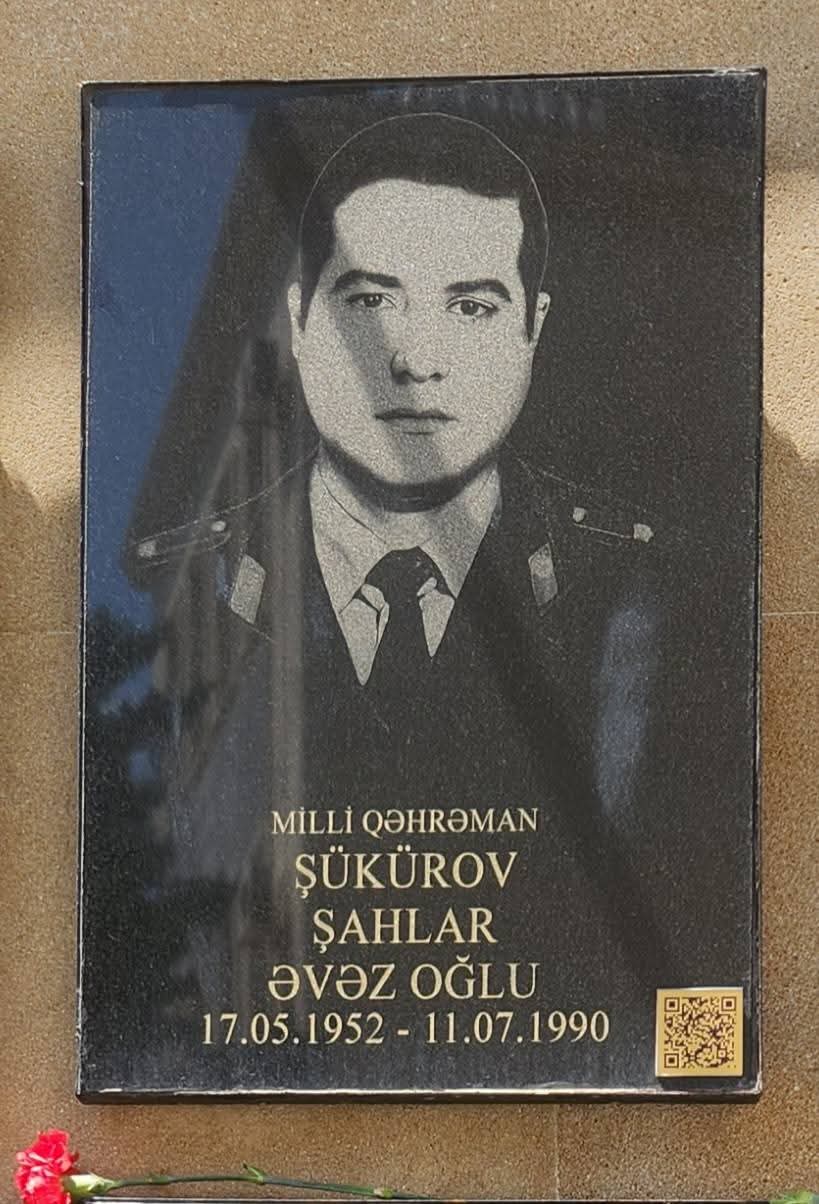 MİLLİ QƏHRƏMAN
ŞÜKÜROV
ŞAHLAR
ƏVƏZ OĞLU
17.05.1952 - 11.07.1990